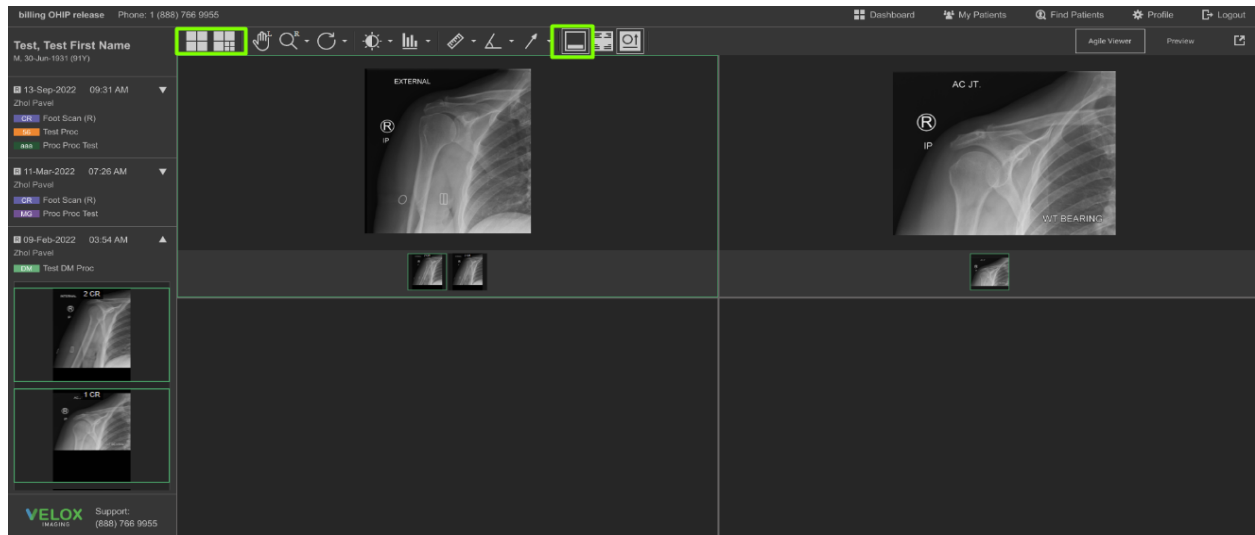 billing OHIP release Phone: 1 (888) 766 9955
Dashboard My Patients Find Patients Profile Logout
Test, Test First Name
M, 30-Jun-1931 (91Y)
L R
Agile Viewer Preview
R 13-Sep-2022 09:31 AM
Zhol Pavel
CR Foot Scan (R)
SG Test Proc
aaa Proc Proc Test
R 11-Mar-2022 07:26 AM
Zhol Pavel
CR Foot Scan (R)
MG Proc Proc Test
R 09-Feb-2022 03:54 AM
Zhol Pavel
DM Test DM Proc
2 CR
1 CR
VELOX
IMAGING
Support:
(888) 766 9955
EXTERNAL
R
IP
AC JT.
R
IP
WT BEARING